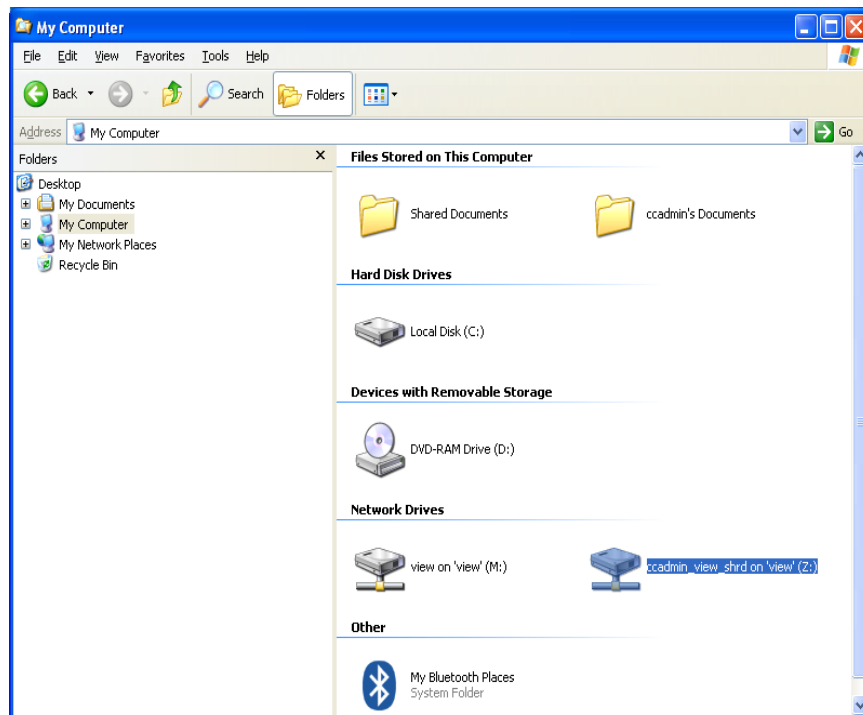 My Computer
File Edit View Favorites Tools Help
Back Search Folders
Address My Computer Go
Folders
Desktop
My Documents
My Computer
My Network Places
Recycle Bin
Files Stored on This Computer
Shared Documents ccadmin's Documents
Hard Disk Drives
Local Disk (C:)
Devices with Removable Storage
DVD-RAM Drive (D:)
Network Drives
view on 'view' (M:) ccadmin_view_shrd on 'view' (Z:)
Other
My Bluetooth Places
System Folder